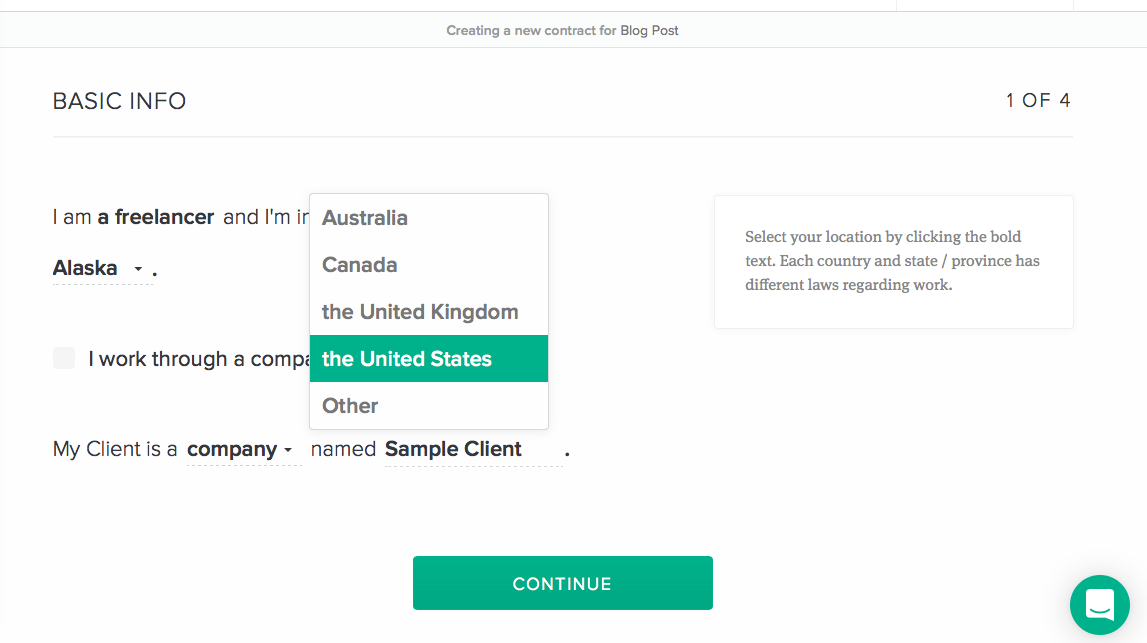 Creating a new contract for Blog Post
BASIC INFO
1 OF 4
I am a freelancer and I'm in
Alaska .
Australia
Canada
the United Kingdom
the United States
Other
Select your location by clicking the bold
text. Each country and state / province has
different laws regarding work.
I work through a compa
My Client is a company named Sample Client .
CONTINUE